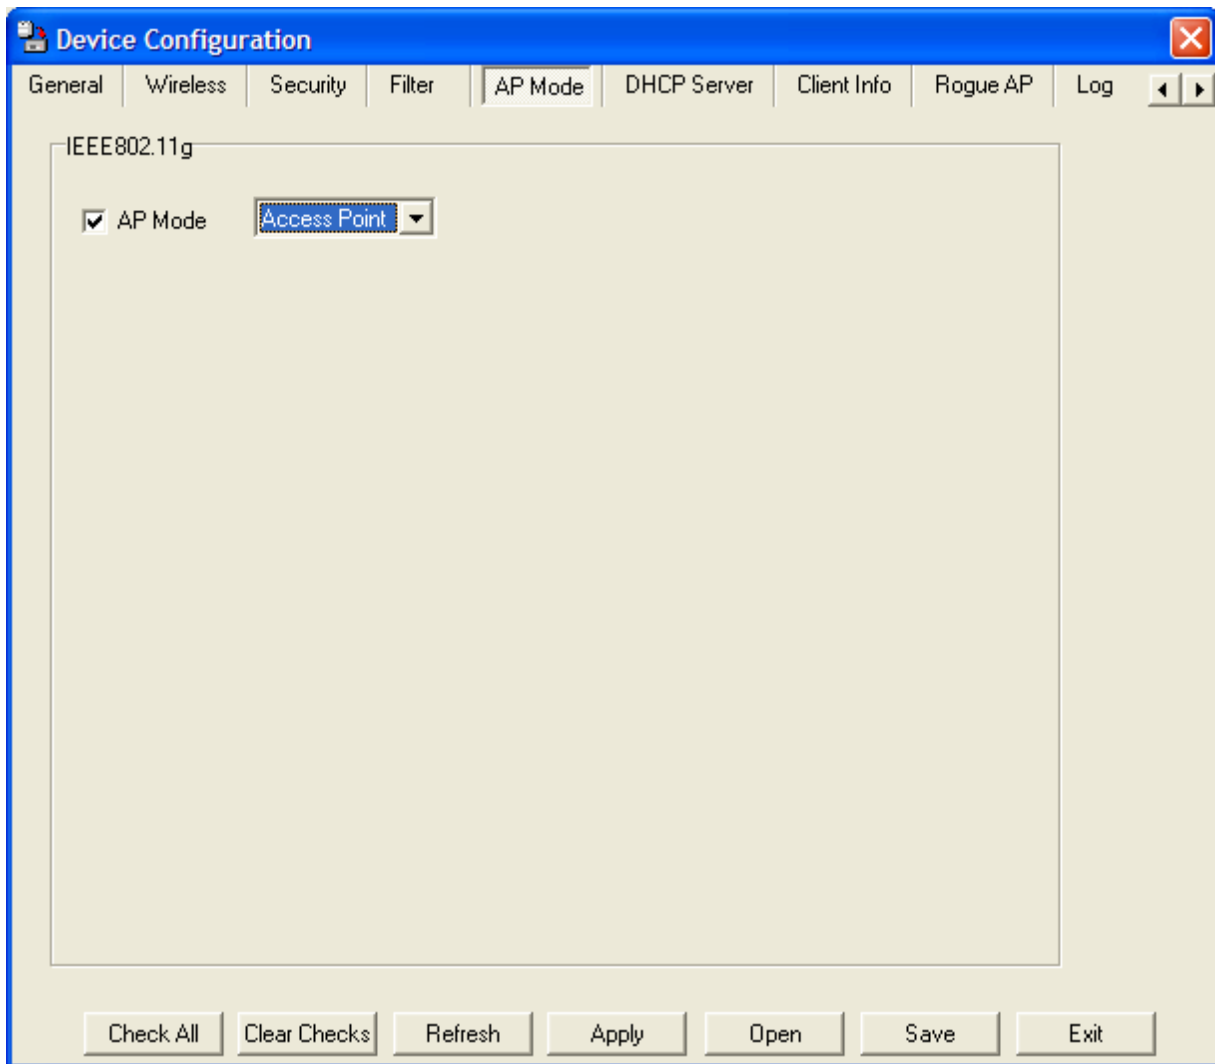 Device Configuration
General Wireless Security Filter AP Mode DHCP Server Client Info Rogue AP Log
IEEE802.11g
AP Mode Access Point
Check All Clear Checks Refresh Apply Open Save Exit